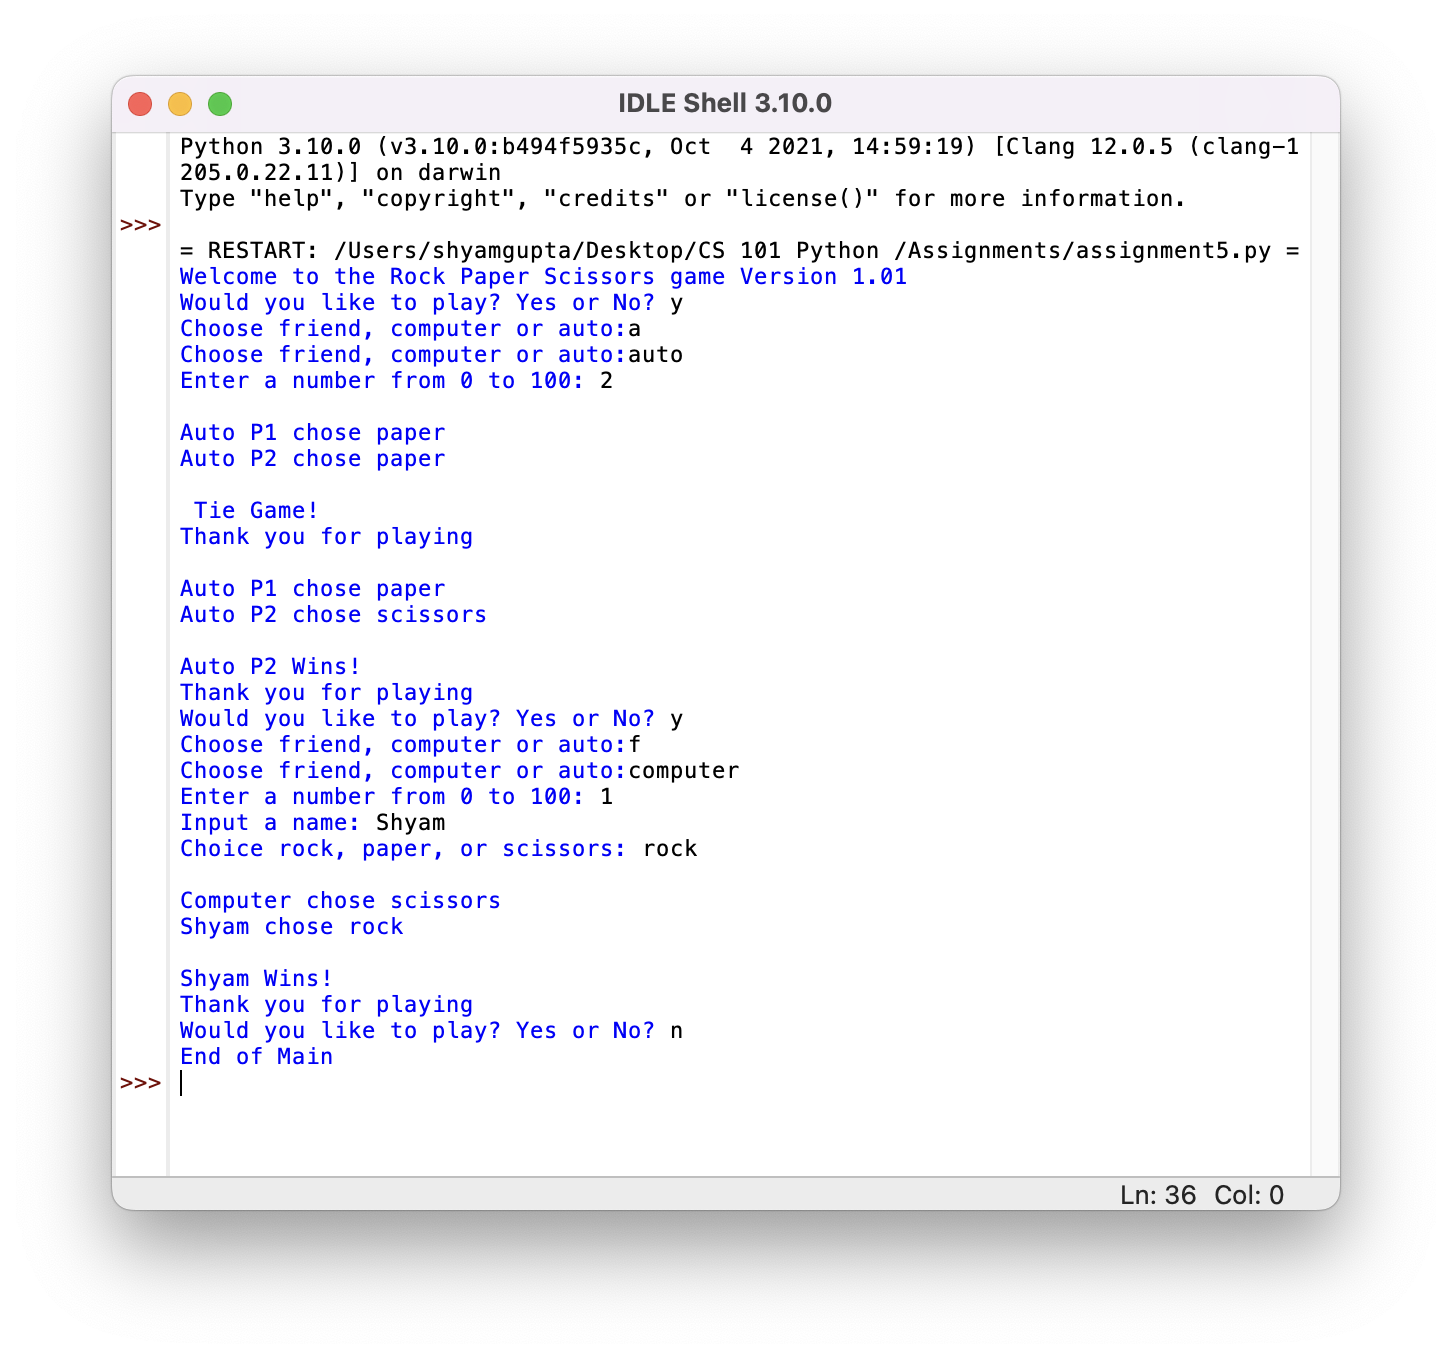 IDLE Shell 3.10.0
Python 3.10.0 (v3.10.0:b494f5935c, Oct  4 2021, 14:59:19) [Clang 12.0.5 (clang-1
205.0.22.11)] on darwin
Type "help", "copyright", "credits" or "license()" for more information.
>>>
= RESTART: /Users/shyamgupta/Desktop/CS 101 Python /Assignments/assignment5.py =
Welcome to the Rock Paper Scissors game Version 1.01
Would you like to play? Yes or No? y
Choose friend, computer or auto:a
Choose friend, computer or auto:auto
Enter a number from 0 to 100: 2
Auto P1 chose paper
Auto P2 chose paper
Tie Game!
Thank you for playing
Auto P1 chose paper
Auto P2 chose scissors
Auto P2 Wins!
Thank you for playing
Would you like to play? Yes or No? y
Choose friend, computer or auto:f
Choose friend, computer or auto:computer
Enter a number from 0 to 100: 1
Input a name: Shyam
Choice rock, paper, or scissors: rock
Computer chose scissors
Shyam chose rock
Shyam Wins!
Thank you for playing
Would you like to play? Yes or No? n
End of Main
>>>
Ln: 36 Col: 0